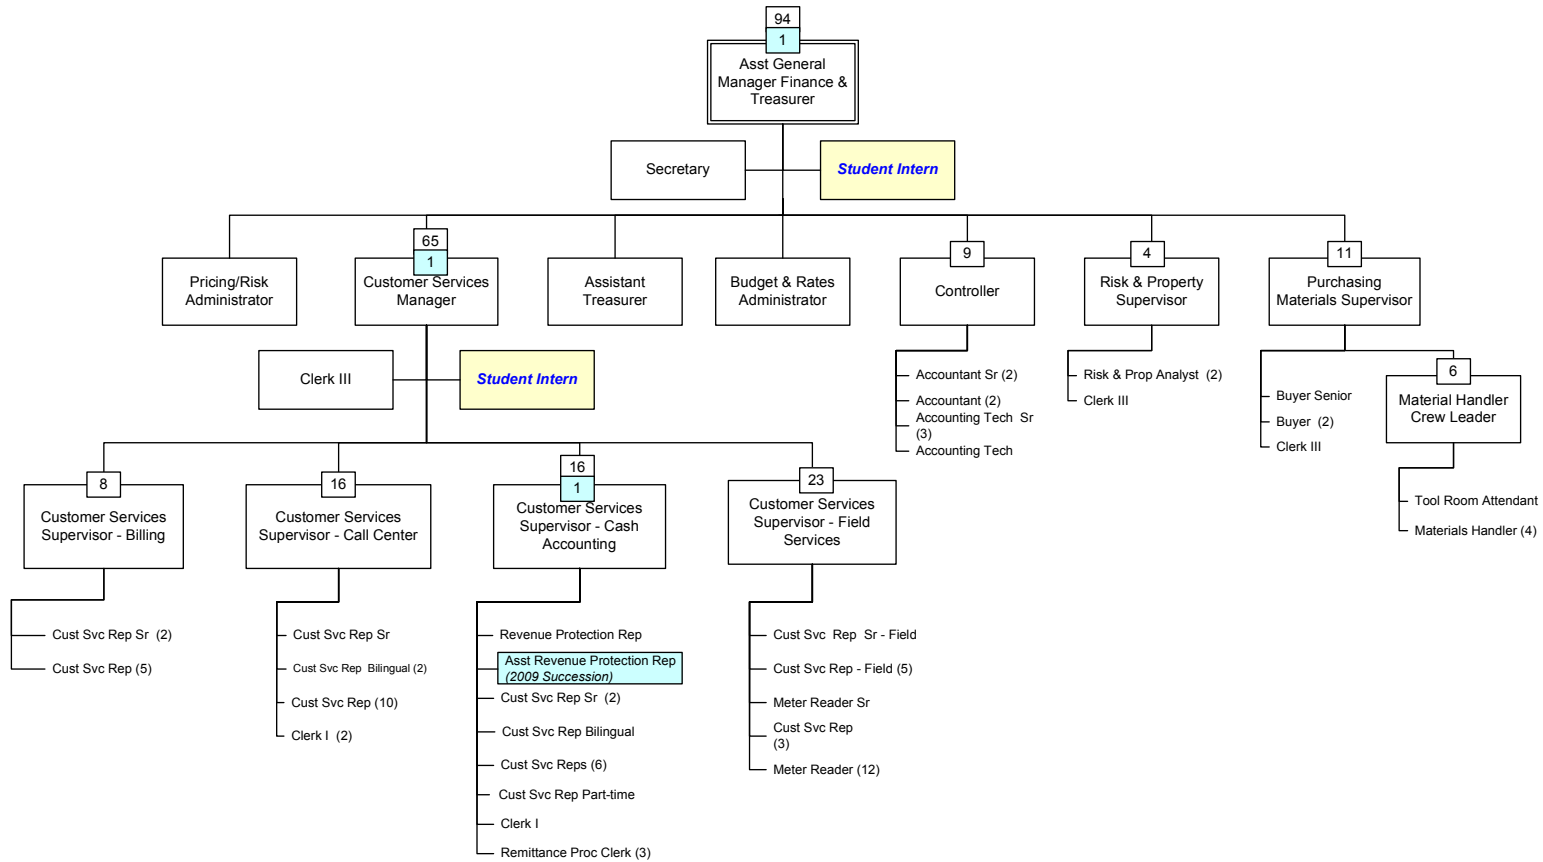 94
1
Asst General
Manager Finance &
Treasurer
Secretary
Student Intern
Pricing/Risk
Administrator
65
1
Customer Services
Manager
Assistant
Treasurer
Budget & Rates
Administrator
9
Controller
4
Risk & Property
Supervisor
11
Purchasing
Materials Supervisor
Clerk III
Student Intern
Accountant Sr (2)
Accountant (2)
Accounting Tech Sr
(3)
Accounting Tech
Risk & Prop Analyst (2)
Clerk III
Buyer Senior
Buyer (2)
Clerk III
6
Material Handler
Crew Leader
Tool Room Attendant
Materials Handler (4)
8
Customer Services
Supervisor - Billing
16
Customer Services
Supervisor - Call Center
16
1
Customer Services
Supervisor - Cash
Accounting
23
Customer Services
Supervisor - Field
Services
Cust Svc Rep Sr (2)
Cust Svc Rep (5)
Cust Svc Rep Sr
Cust Svc Rep Bilingual (2)
Cust Svc Rep (10)
Clerk I (2)
Revenue Protection Rep
Asst Revenue Protection Rep
(2009 Succession)
Cust Svc Rep Sr (2)
Cust Svc Rep Bilingual
Cust Svc Reps (6)
Cust Svc Rep Part-time
Clerk I
Remittance Proc Clerk (3)
Cust Svc Rep Sr - Field
Cust Svc Rep - Field (5)
Meter Reader Sr
Cust Svc Rep
(3)
Meter Reader (12)